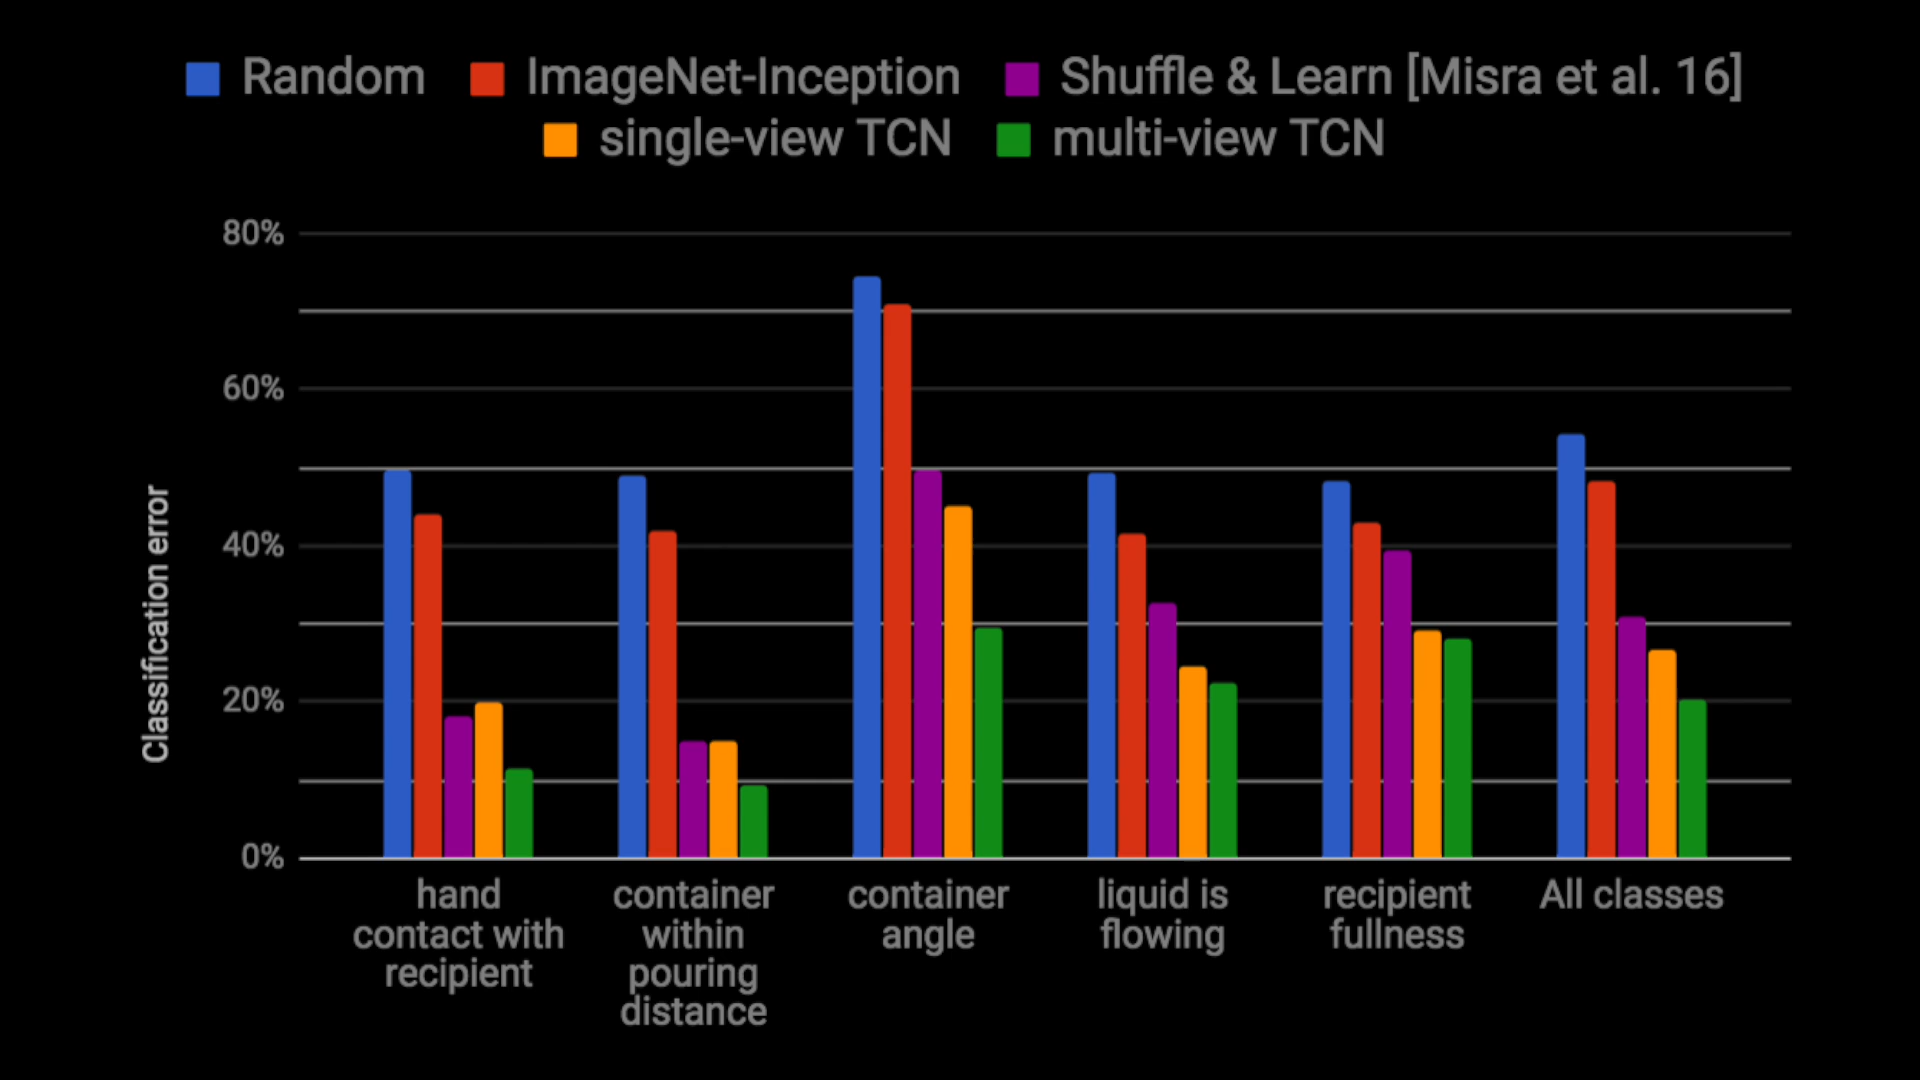 Random ImageNet-Inception Shuffle & Learn [Misra et al. 16]
single-view TCN multi-view TCN
80%
60%
40%
20%
0%
Classification error
hand
contact with
recipient
container
within
pouring
distance
container
angle
liquid is
flowing
recipient
fullness
All classes